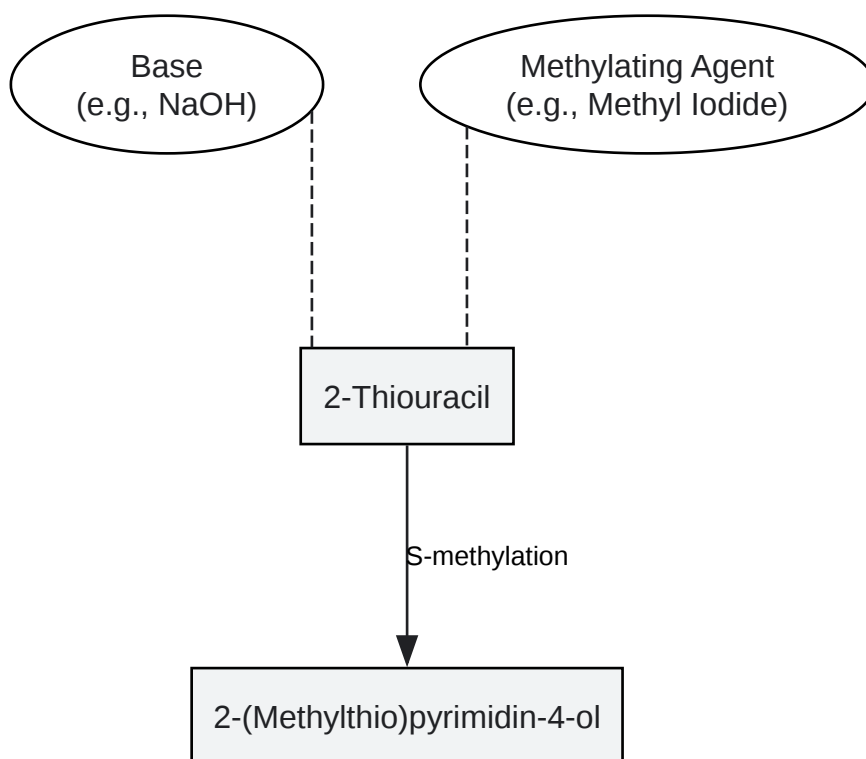 Base
(e.g., NaOH)
Methylating Agent
(e.g., Methyl Iodide)
2-Thiouracil
S-methylation
2-(Methylthio)pyrimidin-4-ol